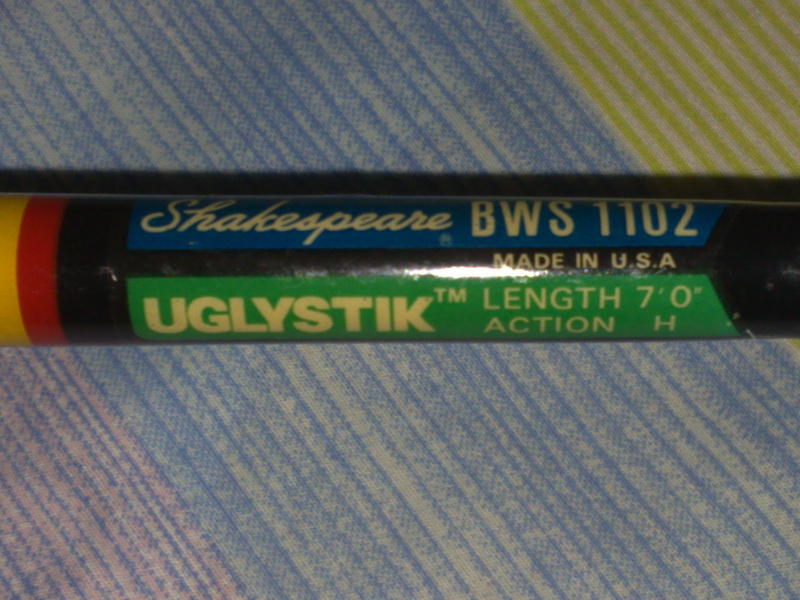 Shakespeare® BWS 1102
MADE IN U.S.A
UGLYSTIK™ LENGTH 7'0"
ACTION H